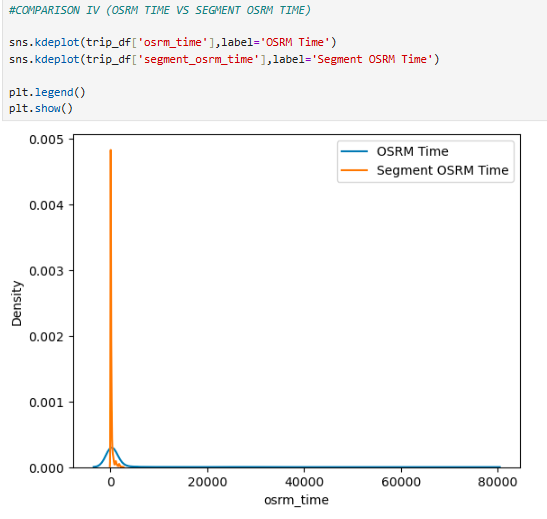 #COMPARISON IV (OSRM TIME VS SEGMENT OSRM TIME)
sns.kdeplot(trip_df['osrm_time'],label='OSRM Time')
sns.kdeplot(trip_df['segment_osrm_time'],label='Segment OSRM Time')
plt.legend()
plt.show()
0.005
OSRM Time
Segment OSRM Time
0.004
0.003
Density
0.002
0.001
0.000
0 20000 40000 60000 80000
osrm_time